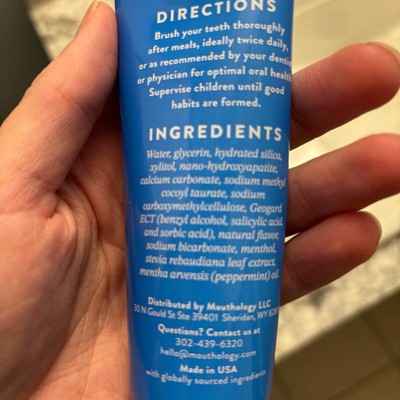 DIRECTIONS
Brush your teeth thoroughly
after meals, ideally twice daily,
or as recommended by your dentist
or physician for optimal oral health.
Supervise children until good
habits are formed.
INGREDIENTS
Water, glycerin, hydrated silica,
xylitol, nano-hydroxyapatite,
calcium carbonate, sodium methyl
cocoyl taurate, sodium
carboxymethylcellulose, Geogard
ECT (benzyl alcohol, salicylic acid,
and sorbic acid), natural flavor,
sodium bicarbonate, menthol,
stevia rebaudiana leaf extract,
mentha arvensis (peppermint) oil.
Distributed by Mouthology LLC
30 N Gould St Ste 39401 Sheridan, WY
Questions? Contact us at
302-439-6320
hello@mouthology.com
Made in USA
with globally sourced ingredients